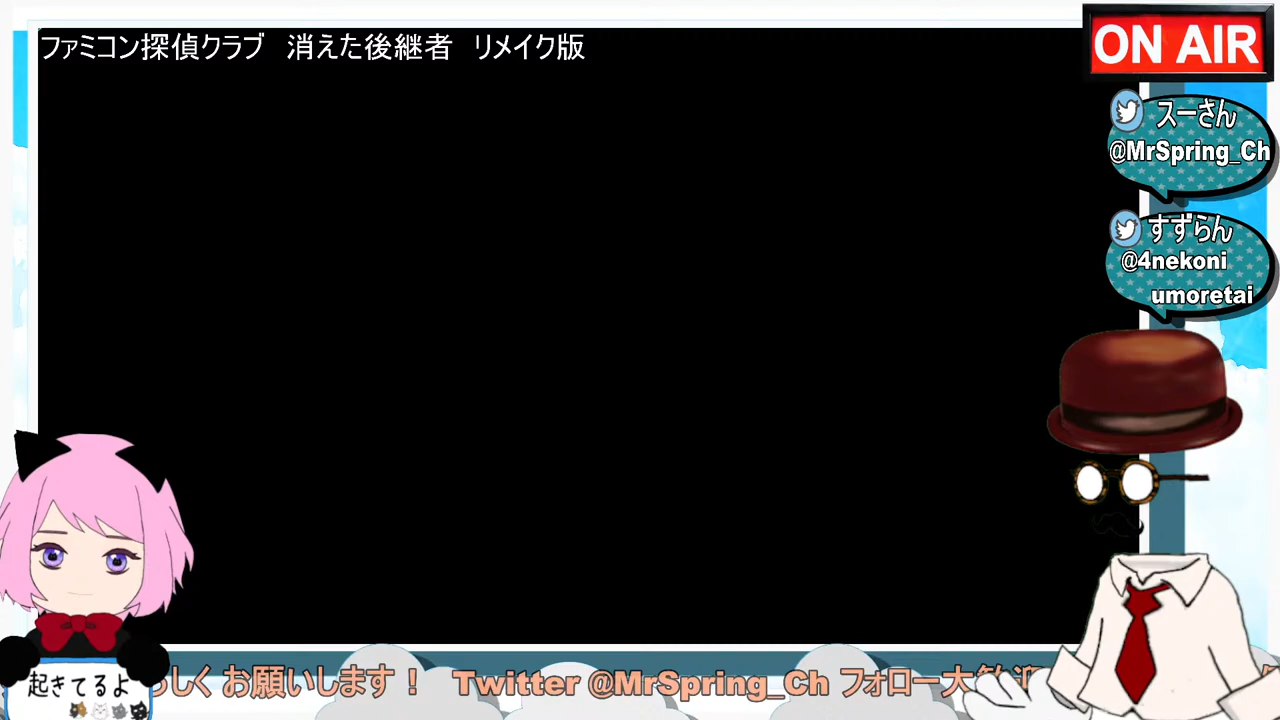 ファミコン探偵クラブ　消えた後継者　リメイク版
ON AIR
スーさん
@MrSpring_Ch
すずらん
@4nekoni
umoretai
起きてるよ
しく お願いします！　Twitter @MrSpring_Ch フォロー大歓迎